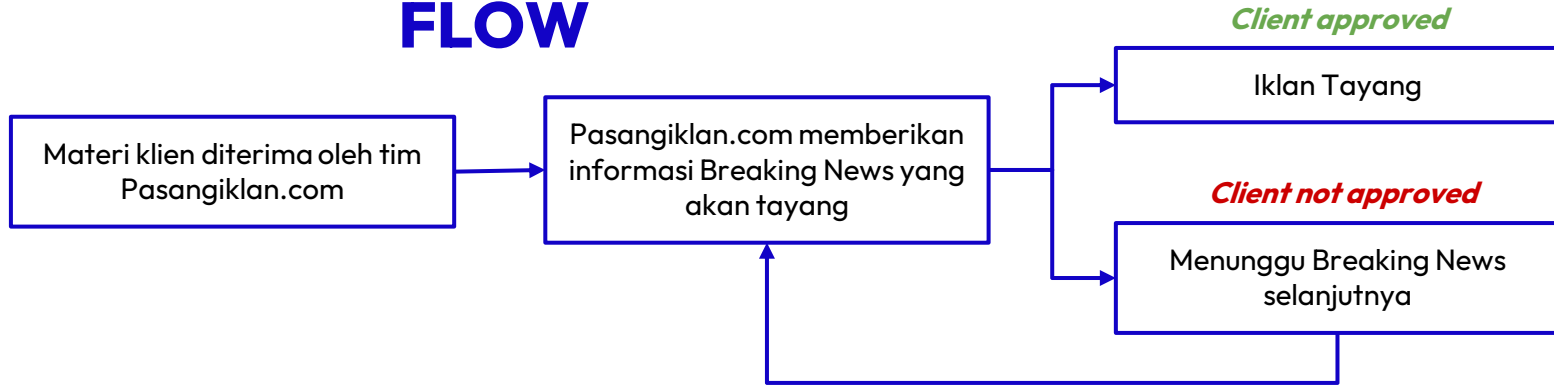 FLOW
Materi klien diterima oleh tim
Pasangiklan.com
Pasangiklan.com memberikan
informasi Breaking News yang
akan tayang
Client approved
Iklan Tayang
Client not approved
Menunggu Breaking News
selanjutnya